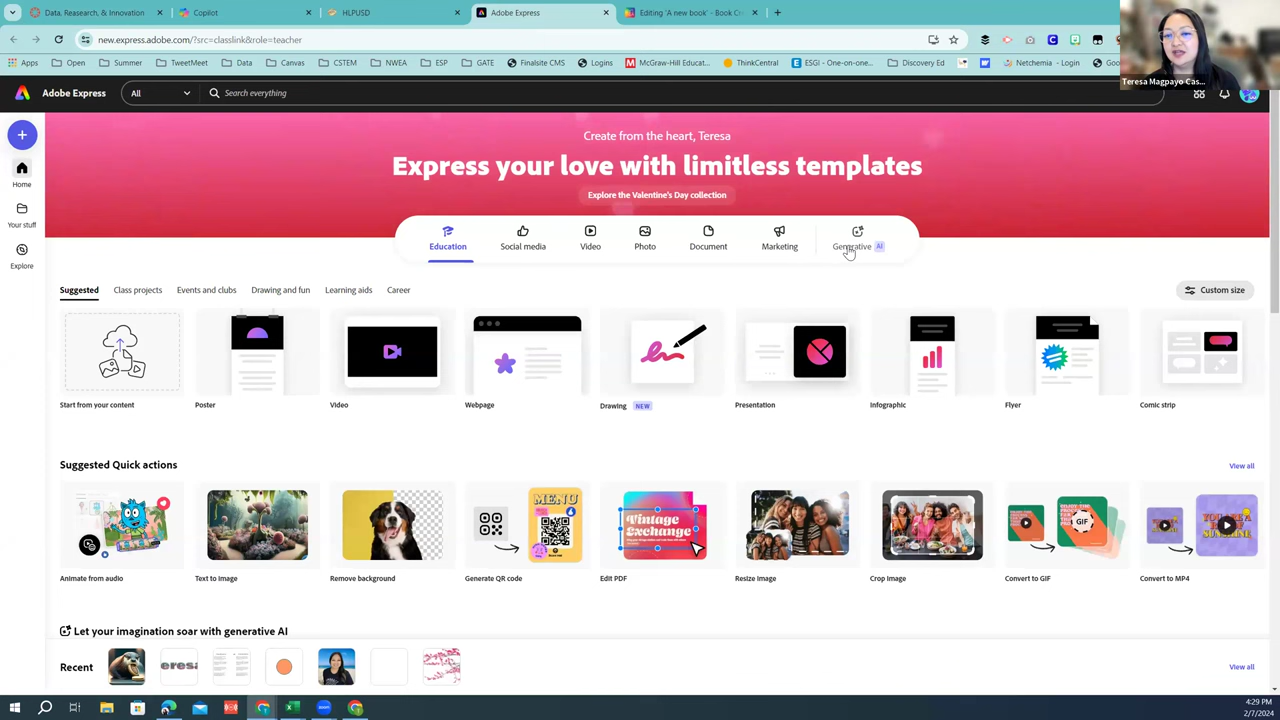 Data, Reasearch, & Innovation
Copilot
HLPUSD
Adobe Express
Editing 'A new book' - Book Cr
new.express.adobe.com/?src=classlink&role=teacher
Apps
Open
Summer
TweetMeet
Data
Canvas
CSTEM
NWEA
ESP
GATE
Finalsite CMS
Logins
McGraw-Hill Educat...
ThinkCentral
ESGI - One-on-one...
Netchemia - Login
Goo
Teresa Magpayo Cas...
Adobe Express
All
Search everything
Home
Your stuff
Explore
Create from the heart, Teresa
Express your love with limitless templates
Explore the Valentine's Day collection
Education
Social media
Video
Photo
Document
Marketing
Generative AI
Suggested
Class projects
Events and clubs
Drawing and fun
Learning aids
Career
Custom size
Start from your content
Poster
Video
Webpage
Drawing NEW
Presentation
Infographic
Flyer
Comic strip
Suggested Quick actions
View all
MENU
Vintage
Exchange
GIF
Animate from audio
Text to Image
Remove background
Generate QR code
Edit PDF
Resize Image
Crop Image
Convert to GIF
Convert to MP4
Let your imagination soar with generative AI
Recent
View all
4:29 PM
2/7/2024